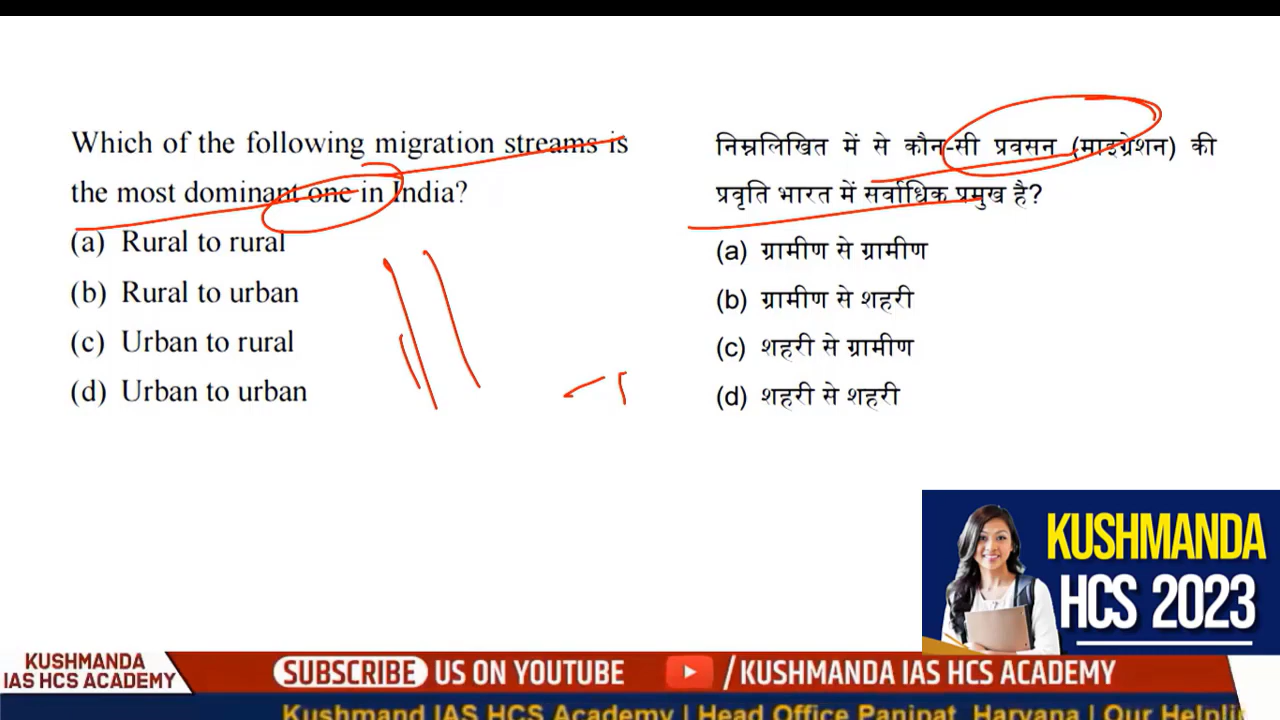 Which of the following migration streams is
the most dominant one in India?
(a) Rural to rural
(b) Rural to urban
(c) Urban to rural
(d) Urban to urban
निम्नलिखित में से कौन-सी प्रवसन (माइग्रेशन) की
प्रवृति भारत में सर्वाधिक प्रमुख है?
(a) ग्रामीण से ग्रामीण
(b) ग्रामीण से शहरी
(c) शहरी से ग्रामीण
(d) शहरी से शहरी
KUSHMANDA
HCS 2023
KUSHMANDA
IAS HCS ACADEMY
SUBSCRIBE US ON YOUTUBE /KUSHMANDA IAS HCS ACADEMY
Kushmand IAS HCS Academy | Head Office Panipat, Haryana | Our